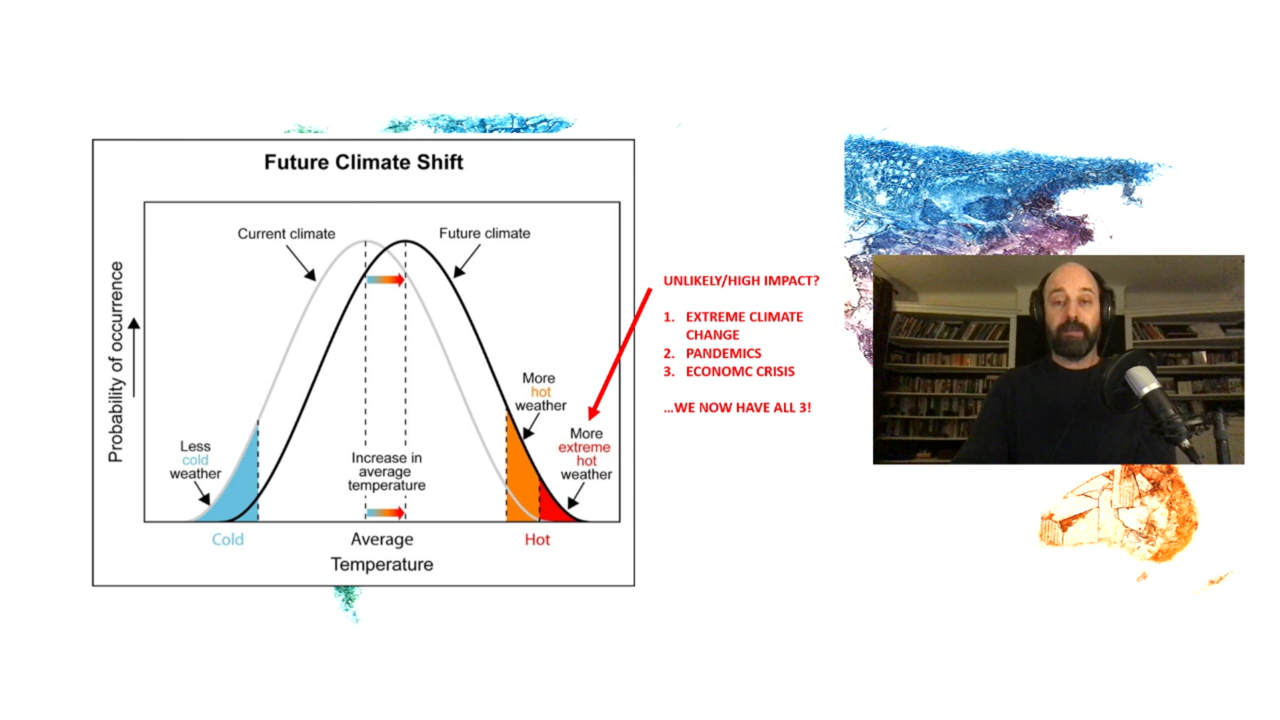 Future Climate Shift
Current climate
Future climate
Probability of occurrence
Less
cold
weather
Increase in
average
temperature
More
hot
weather
More
extreme
hot
weather
Cold
Average
Hot
Temperature
UNLIKELY/HIGH IMPACT?
1. EXTREME CLIMATE
CHANGE
2. PANDEMICS
3. ECONOMC CRISIS
...WE NOW HAVE ALL 3!